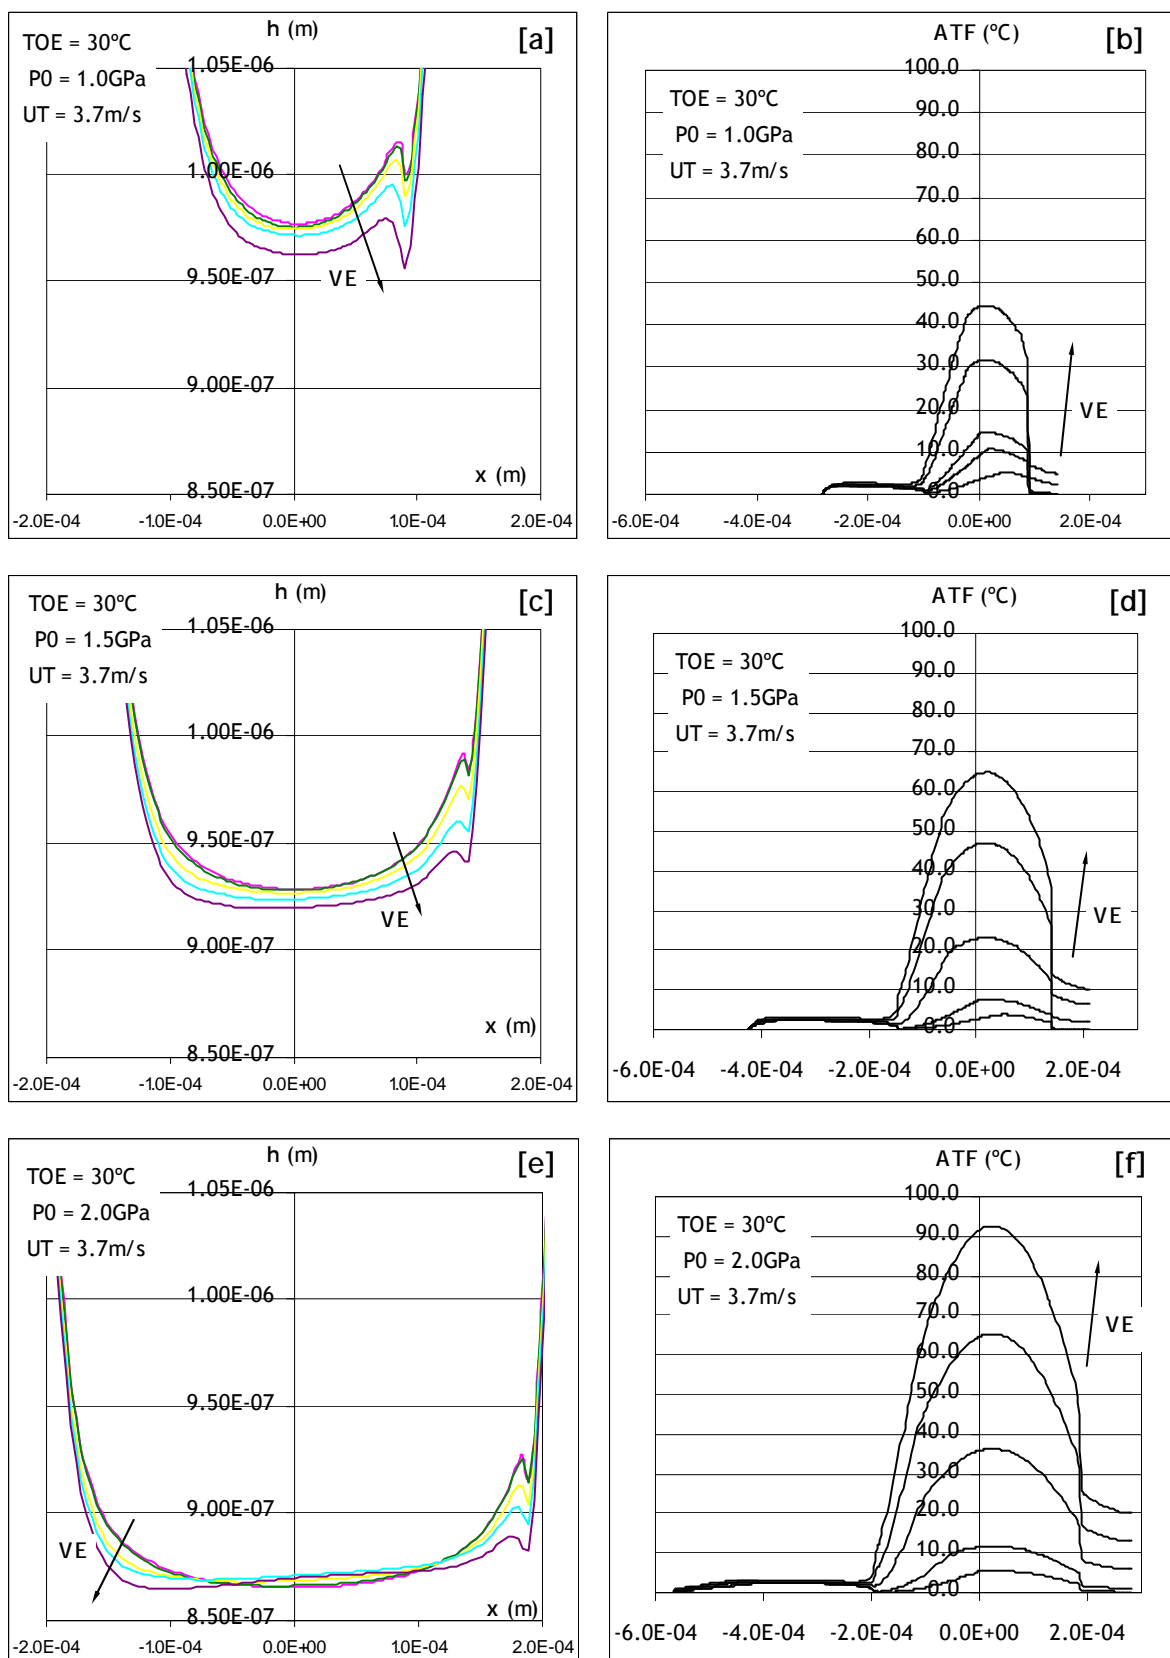 h (m)
[a]
TOE = 30ºC
P0 = 1.0GPa
UT = 3.7m/s
1.05E-06
1.00E-06
9.50E-07
9.00E-07
8.50E-07
VE
x (m)
-2.0E-04 -1.0E-04 0.0E+00 1.0E-04 2.0E-04
ATF (ºC)
[b]
TOE = 30ºC
P0 = 1.0GPa
UT = 3.7m/s
100.0
90.0
80.0
70.0
60.0
50.0
40.0
30.0
20.0
10.0
0.0
VE
-6.0E-04 -4.0E-04 -2.0E-04 0.0E+00 2.0E-04
h (m)
[c]
TOE = 30ºC
P0 = 1.5GPa
UT = 3.7m/s
1.05E-06
1.00E-06
9.50E-07
9.00E-07
8.50E-07
VE
x (m)
-2.0E-04 -1.0E-04 0.0E+00 1.0E-04 2.0E-04
ATF (ºC)
[d]
TOE = 30ºC
P0 = 1.5GPa
UT = 3.7m/s
100.0
90.0
80.0
70.0
60.0
50.0
40.0
30.0
20.0
10.0
0.0
VE
-6.0E-04 -4.0E-04 -2.0E-04 0.0E+00 2.0E-04
h (m)
[e]
TOE = 30ºC
P0 = 2.0GPa
UT = 3.7m/s
1.05E-06
1.00E-06
9.50E-07
9.00E-07
8.50E-07
VE
x (m)
-2.0E-04 -1.0E-04 0.0E+00 1.0E-04 2.0E-04
ATF (ºC)
[f]
TOE = 30ºC
P0 = 2.0GPa
UT = 3.7m/s
100.0
90.0
80.0
70.0
60.0
50.0
40.0
30.0
20.0
10.0
0.0
VE
-6.0E-04 -4.0E-04 -2.0E-04 0.0E+00 2.0E-04